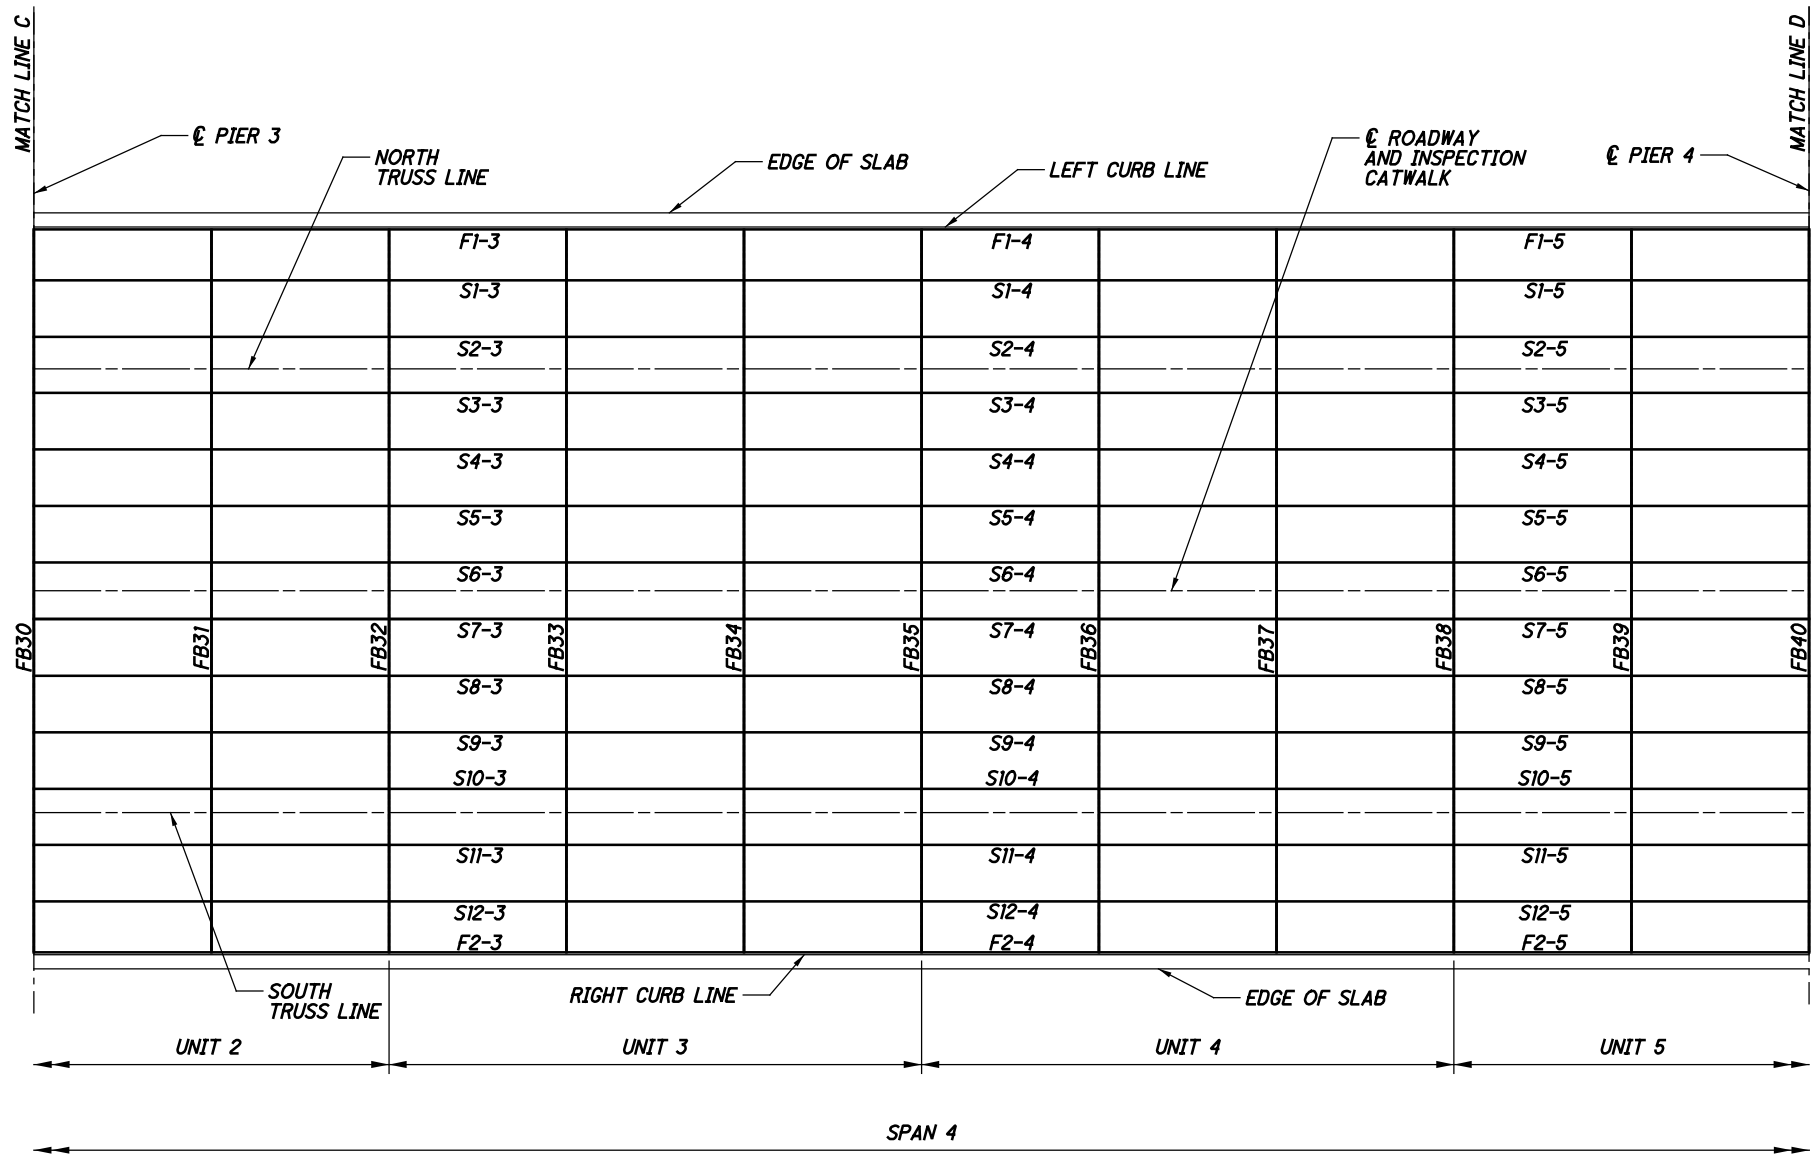 MATCH LINE C
MATCH LINE D
℄ PIER 3
NORTH
TRUSS LINE
EDGE OF SLAB
LEFT CURB LINE
℄ ROADWAY
AND INSPECTION
CATWALK
℄ PIER 4
F1-3
F1-4
F1-5
S1-3
S1-4
S1-5
S2-3
S2-4
S2-5
S3-3
S3-4
S3-5
S4-3
S4-4
S4-5
S5-3
S5-4
S5-5
S6-3
S6-4
S6-5
FB30
FB31
FB32
S7-3
FB33
FB34
FB35
S7-4
FB36
FB37
FB38
S7-5
FB39
FB40
S8-3
S8-4
S8-5
S9-3
S9-4
S9-5
S10-3
S10-4
S10-5
S11-3
S11-4
S11-5
S12-3
S12-4
S12-5
F2-3
F2-4
F2-5
SOUTH
TRUSS LINE
RIGHT CURB LINE
EDGE OF SLAB
UNIT 2
UNIT 3
UNIT 4
UNIT 5
SPAN 4